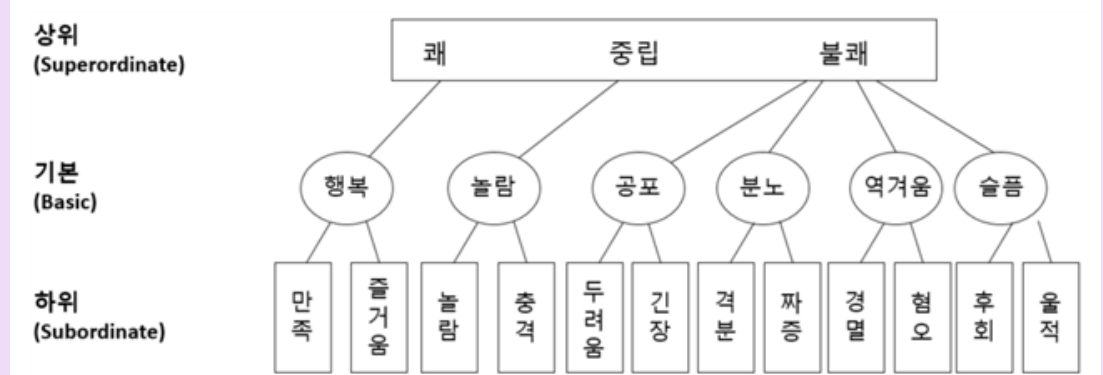 상위
(Superordinate)
쾌 중립 불쾌
기본
(Basic)
행복 놀람 공포 분노 역겨움 슬픔
하위
(Subordinate)
만족 즐거움 놀람 충격 두려움 긴장 격분 짜증 경멸 혐오 후회 울적